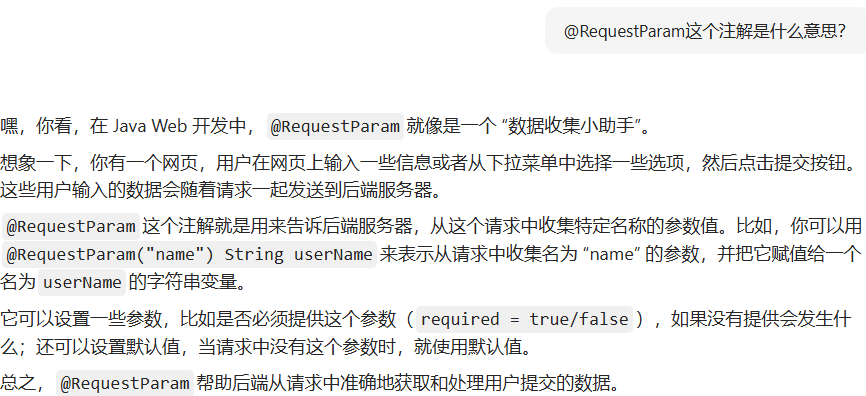 @RequestParam这个注解是什么意思？
嘿，你看，在 Java Web 开发中， @RequestParam 就像是一个 “数据收集小助手”。
想象一下，你有一个网页，用户在网页上输入一些信息或者从下拉菜单中选择一些选项，然后点击提交按钮。
这些用户输入的数据会随着请求一起发送到后端服务器。
@RequestParam 这个注解就是用来告诉后端服务器，从这个请求中收集特定名称的参数值。比如，你可以用
@RequestParam("name") String userName 来表示从请求中收集名为 “name” 的参数，并把它赋值给一个
名为 userName 的字符串变量。
它可以设置一些参数，比如是否必须提供这个参数（ required = true/false ），如果没有提供会发生什
么；还可以设置默认值，当请求中没有这个参数时，就使用默认值。
总之， @RequestParam 帮助后端从请求中准确地获取和处理用户提交的数据。